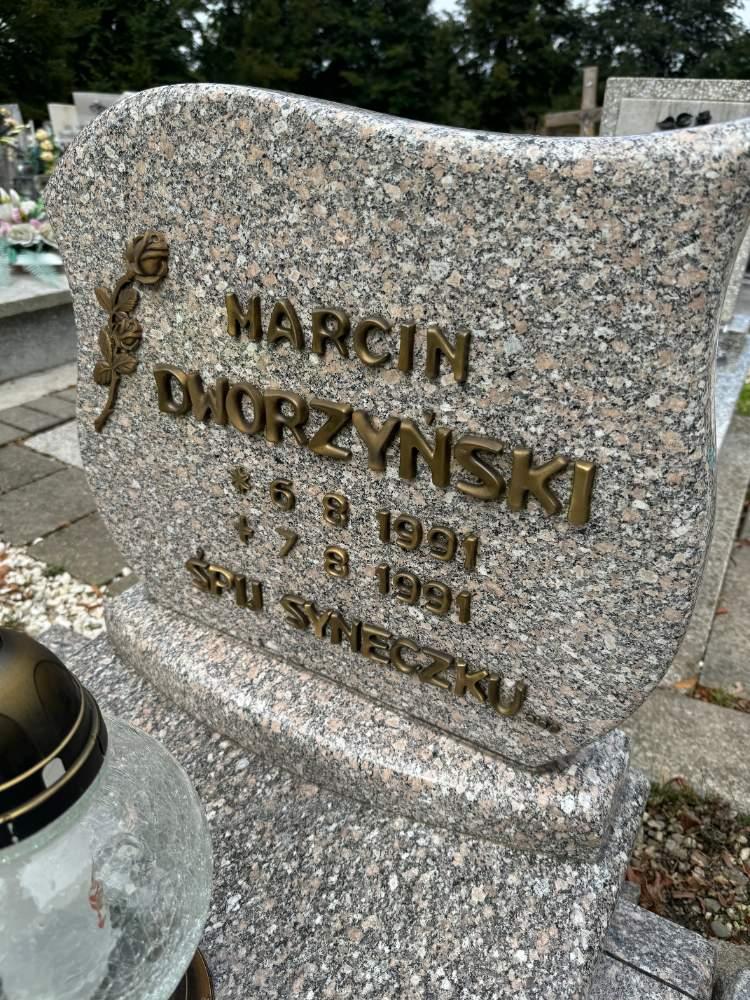 MARCIN
DWORZYŃSKI
* 6 8 1991
+ 7 8 1991
ŚPIJ SYNECZKU...